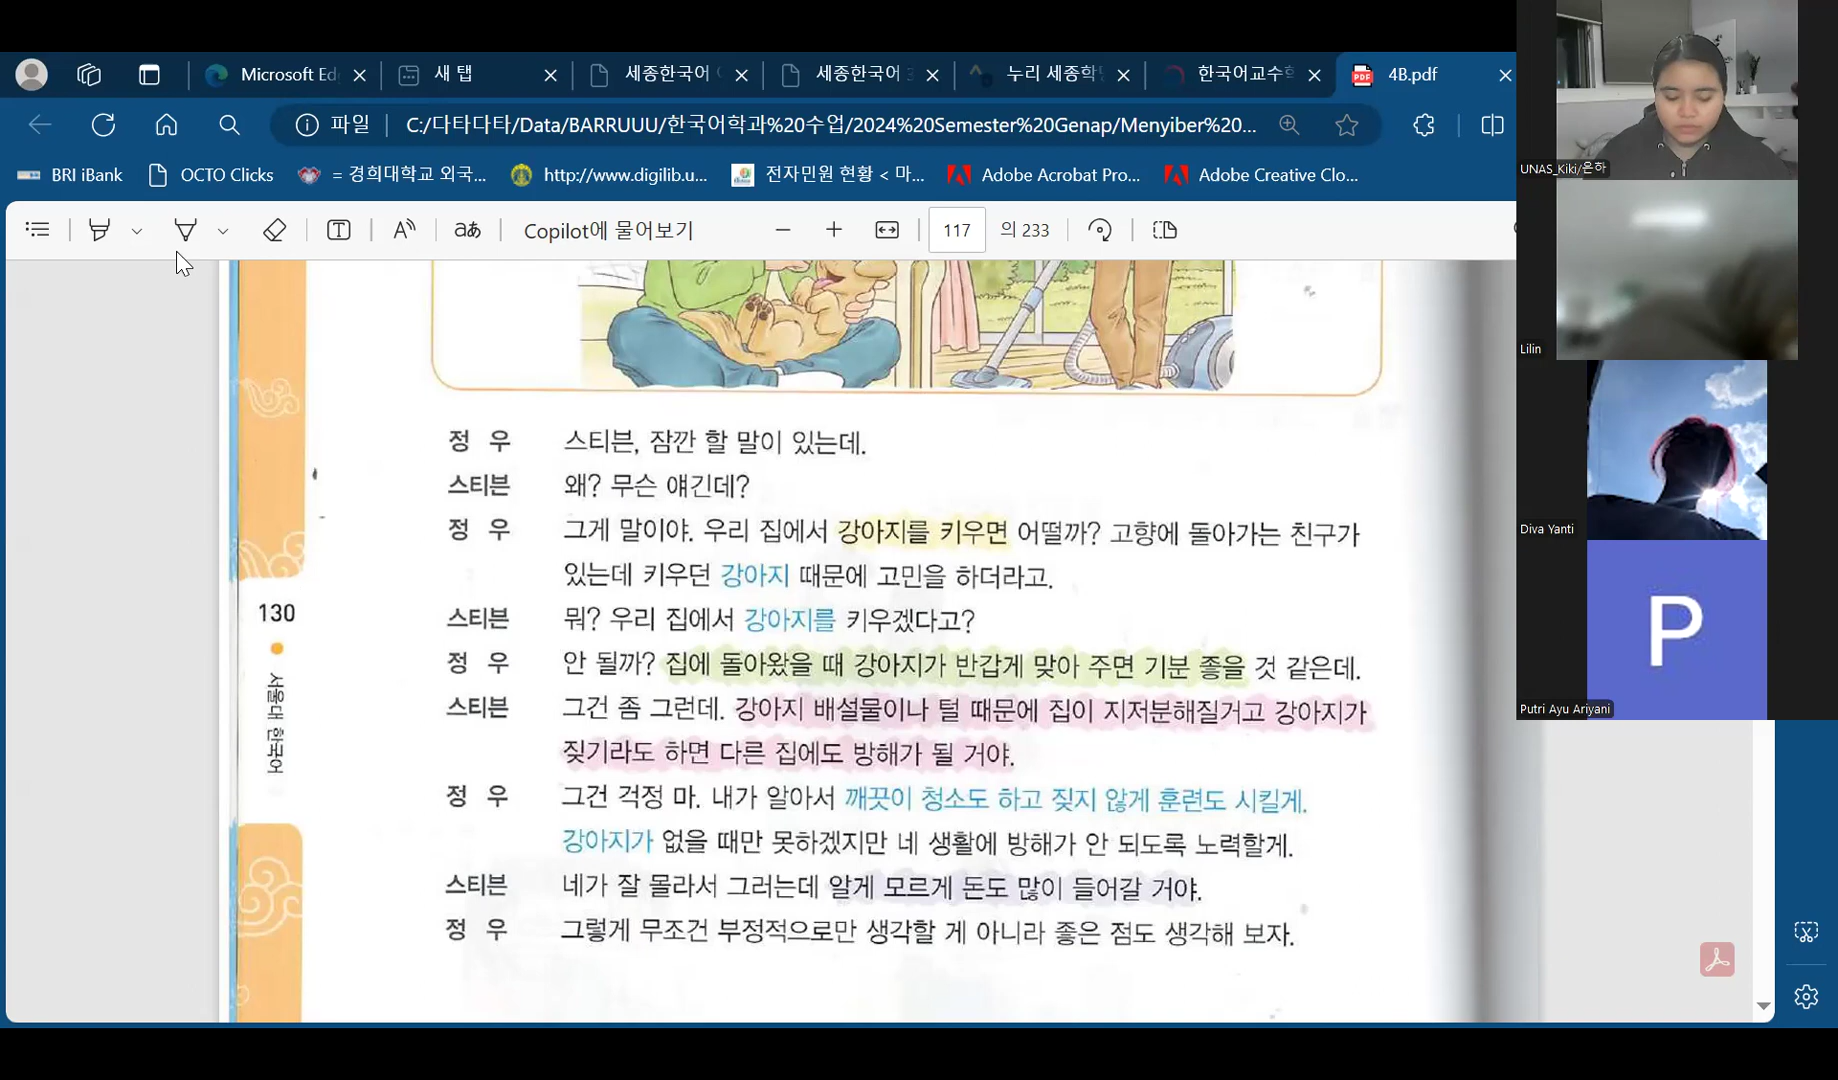 Microsoft Ed
새 탭
세종한국어
세종한국어
누리 세종학
한국어교수
4B.pdf
파일
C:/다타다타/Data/BARRUUU/한국어학과%20수업/2024%20Semester%20Genap/Menyiber%20...
BRI iBank
OCTO Clicks
= 경희대학교 외국...
http://www.digilib.u...
전자민원 현황 < 마...
Adobe Acrobat Pro...
Adobe Creative Clo...
Copilot에 물어보기
117
의 233
정 우 스티븐, 잠깐 할 말이 있는데.
스티븐 왜? 무슨 얘긴데?
정 우 그게 말이야. 우리 집에서 강아지를 키우면 어떨까? 고향에 돌아가는 친구가
있는데 키우던 강아지 때문에 고민을 하더라고.
스티븐 뭐? 우리 집에서 강아지를 키우겠다고?
정 우 안 될까? 집에 돌아왔을 때 강아지가 반갑게 맞아 주면 기분 좋을 것 같은데.
스티븐 그건 좀 그런데. 강아지 배설물이나 털 때문에 집이 지저분해질거고 강아지가
짖기라도 하면 다른 집에도 방해가 될 거야.
정 우 그건 걱정 마. 내가 알아서 깨끗이 청소도 하고 짖지 않게 훈련도 시킬게.
강아지가 없을 때만 못하겠지만 네 생활에 방해가 안 되도록 노력할게.
스티븐 네가 잘 몰라서 그러는데 알게 모르게 돈도 많이 들어갈 거야.
정 우 그렇게 무조건 부정적으로만 생각할 게 아니라 좋은 점도 생각해 보자.
130
서울대 한국어
UNAS_Kiki/은하
Lilin
Diva Yanti
P
Putri Ayu Ariyani